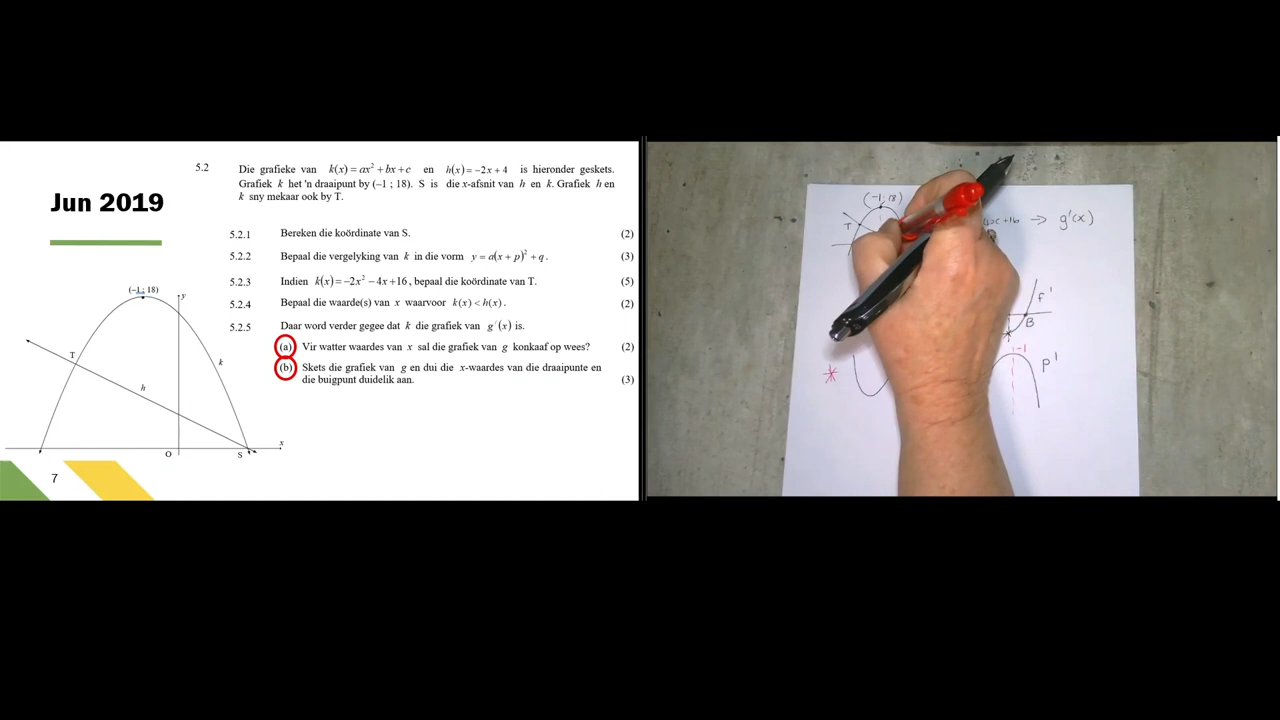 Jun 2019
5.2 Die grafieke van k(x) = ax² + bx + c en h(x) = −2x + 4 is hieronder geskets.
Grafiek k het 'n draaipunt by (−1 ; 18). S is die x-afsnit van h en k. Grafiek h en
k sny mekaar ook by T.
5.2.1 Bereken die koördinate van S. (2)
5.2.2 Bepaal die vergelyking van k in die vorm y = a(x + p)² + q. (3)
5.2.3 Indien k(x) = −2x² − 4x + 16, bepaal die koördinate van T. (5)
5.2.4 Bepaal die waarde(s) van x waarvoor k(x) < h(x). (2)
5.2.5 Daar word verder gegee dat k die grafiek van g′(x) is.
(a) Vir watter waardes van x sal die grafiek van g konkaaf op wees? (2)
(b) Skets die grafiek van g en dui die x-waardes van die draaipunte en
die buigpunt duidelik aan. (3)
(−1 ; 18)
y
T
k
h
x
O
S
7
(-1; 18)
T
+16 → g'(x)
f'
B
-1
p'